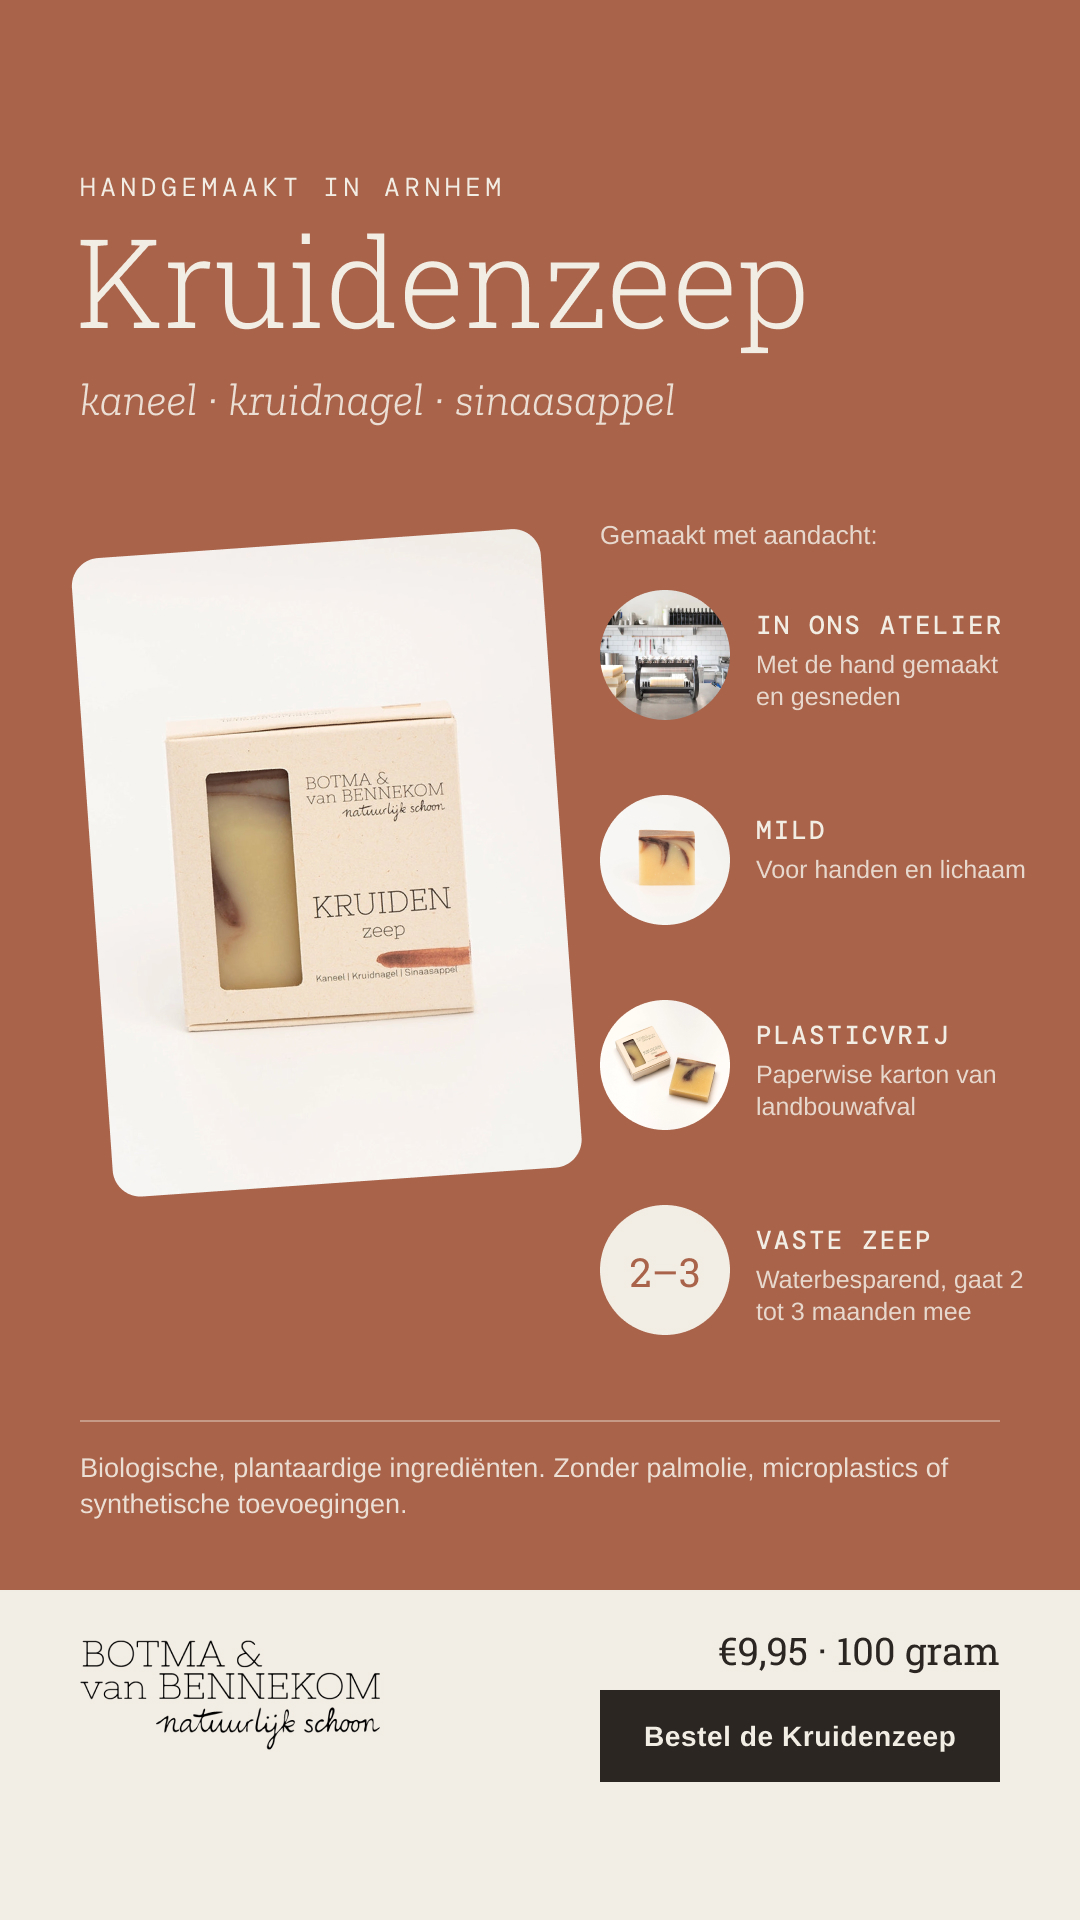 HANDGEMAAKT IN ARNHEM
Kruidenzeep
kaneel · kruidnagel · sinaasappel
Gemaakt met aandacht:
IN ONS ATELIER
Met de hand gemaakt
en gesneden
BOTMA &
van BENNEKOM
natuurlijk schoon
KRUIDEN
zeep
Kaneel | Kruidnagel | Sinaasappel
MILD
Voor handen en lichaam
PLASTICVRIJ
Paperwise karton van
landbouwafval
2–3
VASTE ZEEP
Waterbesparend, gaat 2
tot 3 maanden mee
Biologische, plantaardige ingrediënten. Zonder palmolie, microplastics of
synthetische toevoegingen.
BOTMA &
van BENNEKOM
natuurlijk schoon
€9,95 · 100 gram
Bestel de Kruidenzeep